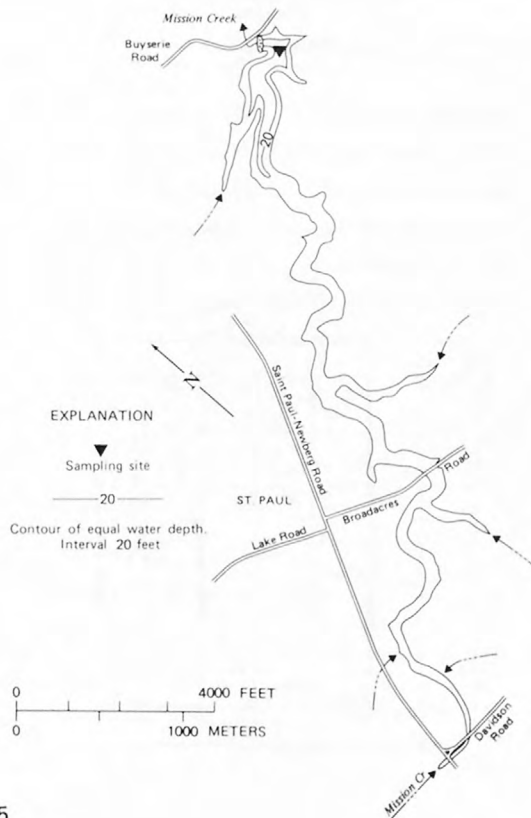 Mission Creek
Buyserie
Road
20
N
Saint Paul-Newberg Road
EXPLANATION
Sampling site
20
Contour of equal water depth.
Interval 20 feet
ST. PAUL
Broadacres
Road
Lake Road
0 4000 FEET
0 1000 METERS
Davidson
Road
Mission Cr
5